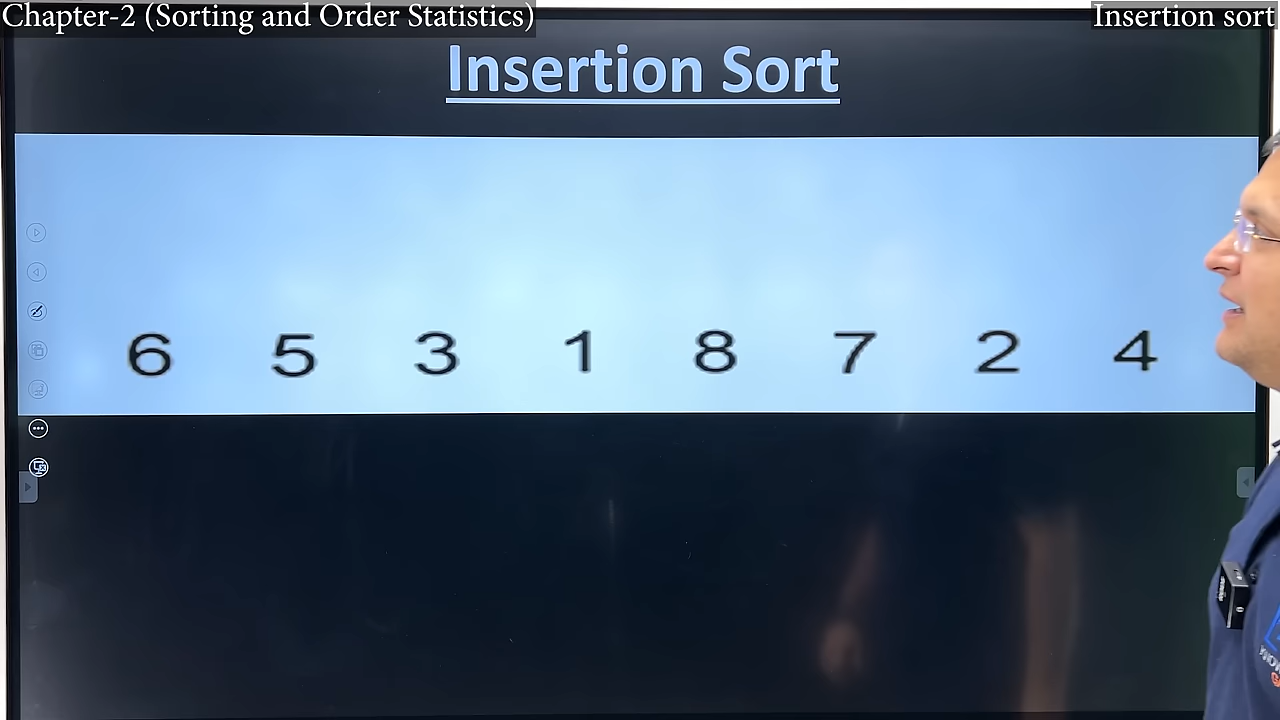 Chapter-2 (Sorting and Order Statistics)
Insertion sort
Insertion Sort
6 5 3 1 8 7 2 4